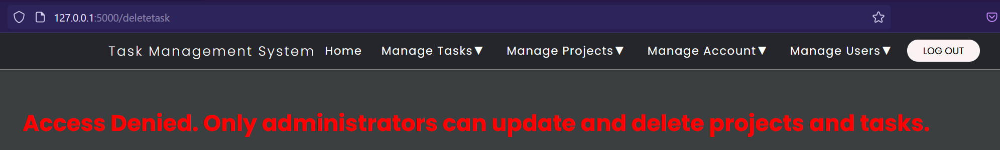 127.0.0.1:5000/deletetask
Task Management System Home Manage Tasks▼ Manage Projects▼ Manage Account▼ Manage Users▼ LOG OUT
Access Denied. Only administrators can update and delete projects and tasks.